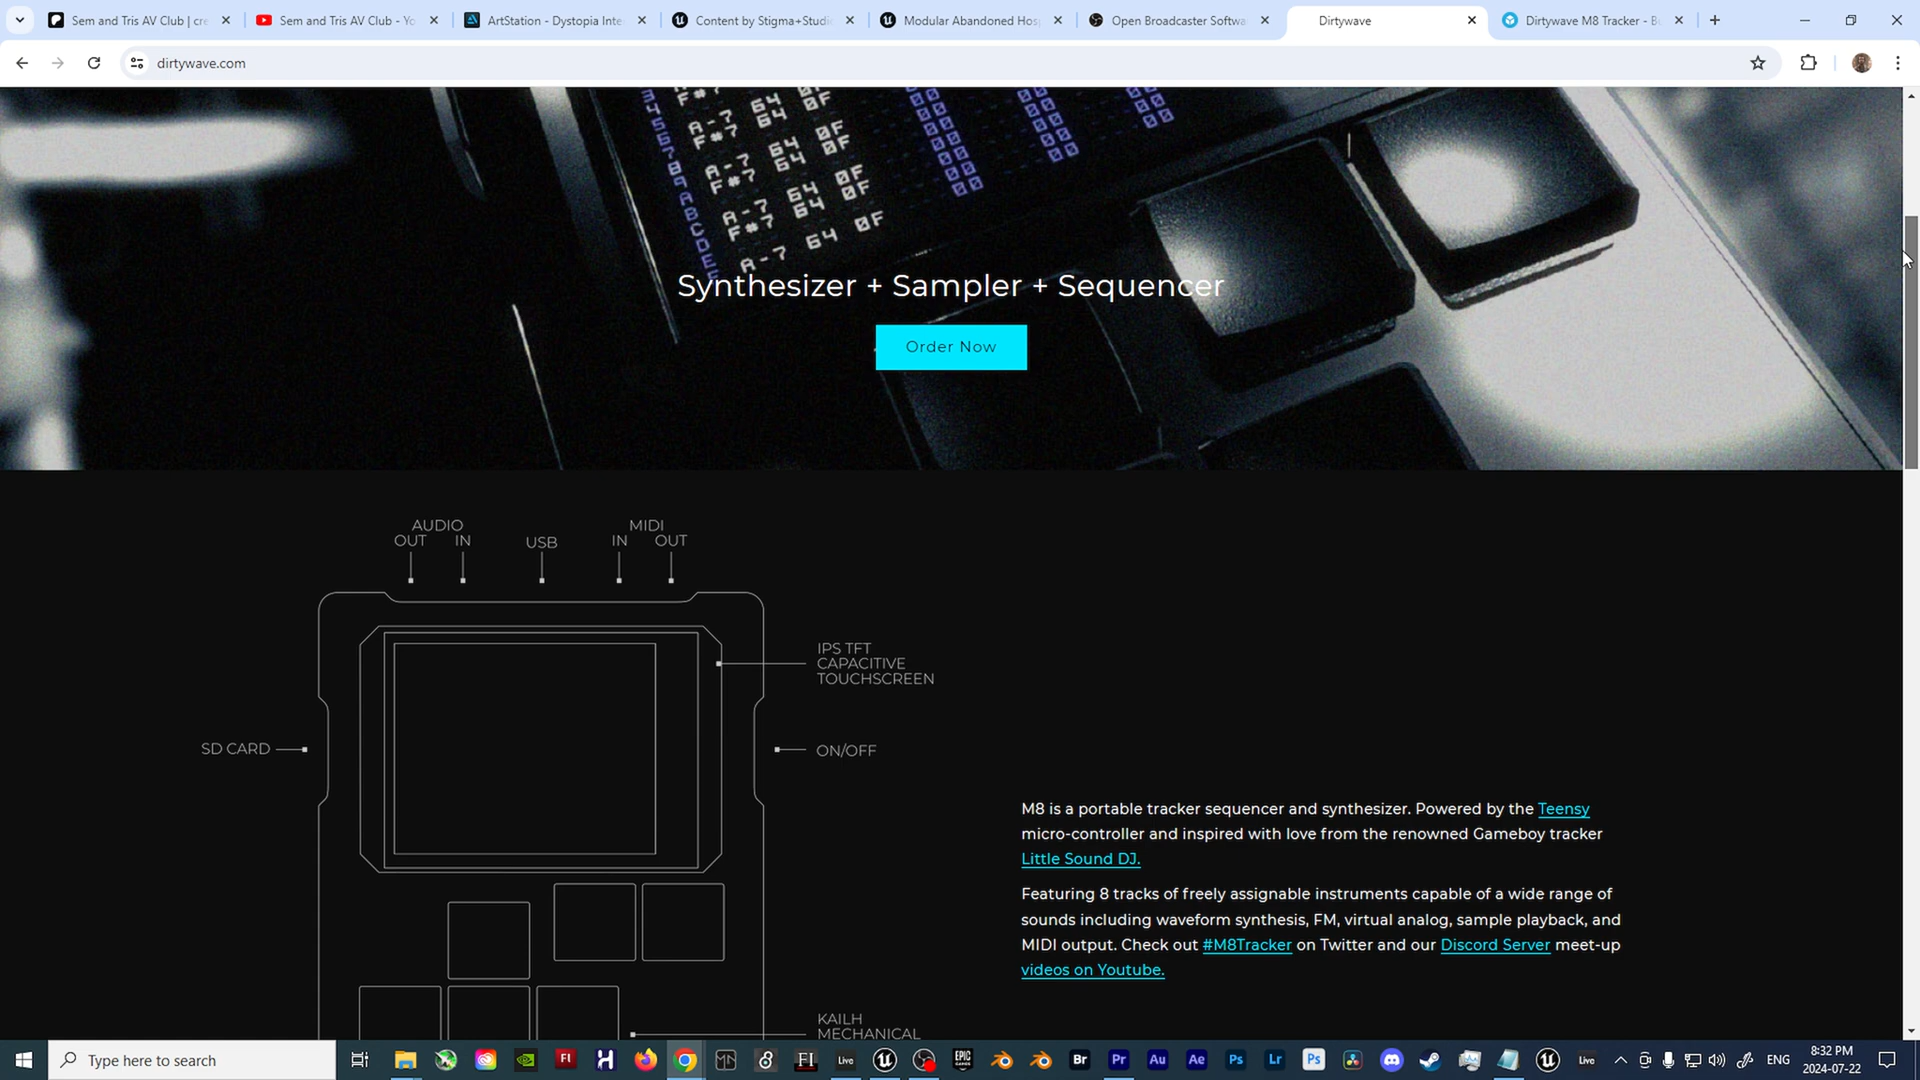 Sem and Tris AV Club | cre
Sem and Tris AV Club - Yo
ArtStation - Dystopia Inte
Content by Stigma+Studi
Modular Abandoned Hos
Open Broadcaster Softwa
Dirtywave
Dirtywave M8 Tracker - B
dirtywave.com
Synthesizer + Sampler + Sequencer
Order Now
AUDIO
OUT IN
USB
MIDI
IN OUT
IPS TFT
CAPACITIVE
TOUCHSCREEN
SD CARD
ON/OFF
M8 is a portable tracker sequencer and synthesizer. Powered by the Teensy
micro-controller and inspired with love from the renowned Gameboy tracker
Little Sound DJ.
Featuring 8 tracks of freely assignable instruments capable of a wide range of
sounds including waveform synthesis, FM, virtual analog, sample playback, and
MIDI output. Check out #M8Tracker on Twitter and our Discord Server meet-up
videos on Youtube.
KAILH
MECHANICAL
Type here to search
ENG
8:32 PM
2024-07-22